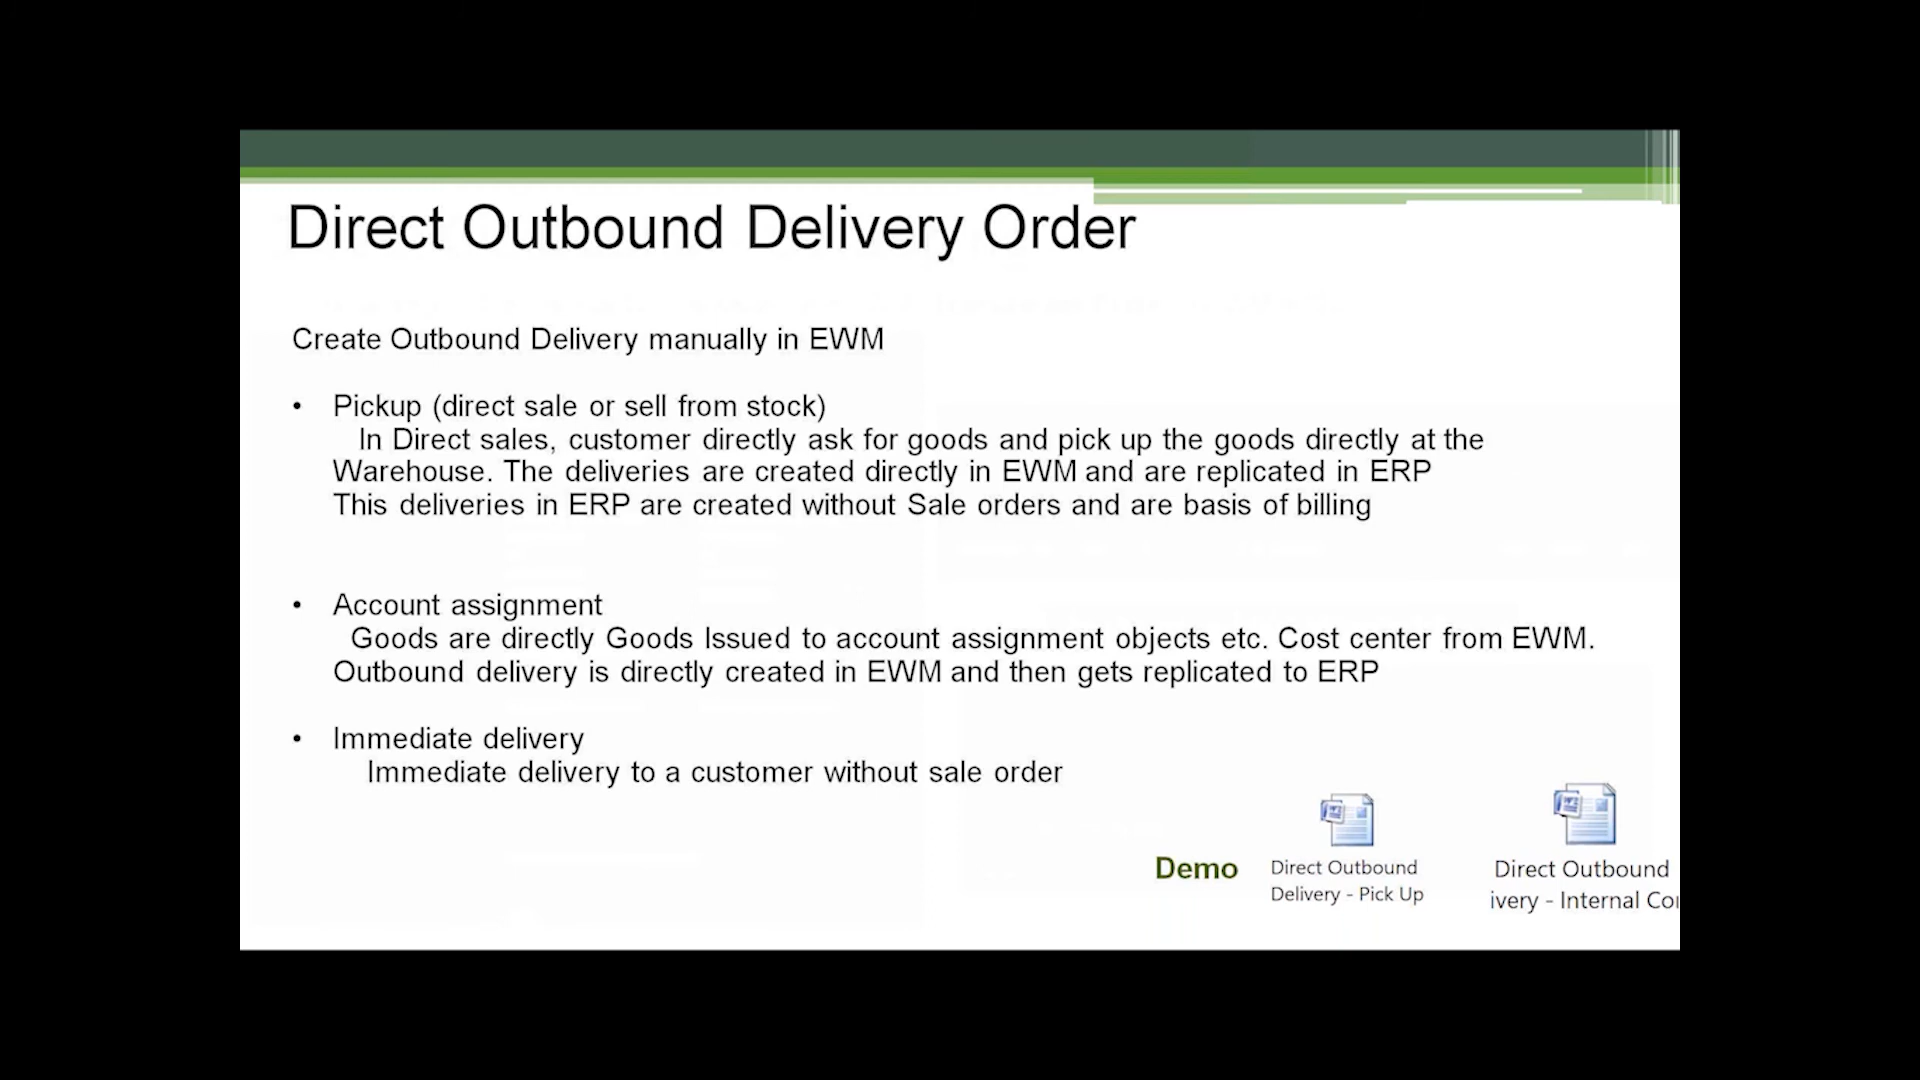 Direct Outbound Delivery Order
Create Outbound Delivery manually in EWM
• Pickup (direct sale or sell from stock)
In Direct sales, customer directly ask for goods and pick up the goods directly at the
Warehouse. The deliveries are created directly in EWM and are replicated in ERP
This deliveries in ERP are created without Sale orders and are basis of billing
• Account assignment
Goods are directly Goods Issued to account assignment objects etc. Cost center from EWM.
Outbound delivery is directly created in EWM and then gets replicated to ERP
• Immediate delivery
Immediate delivery to a customer without sale order
Demo
Direct Outbound
Delivery - Pick Up
Direct Outbound
ivery - Internal